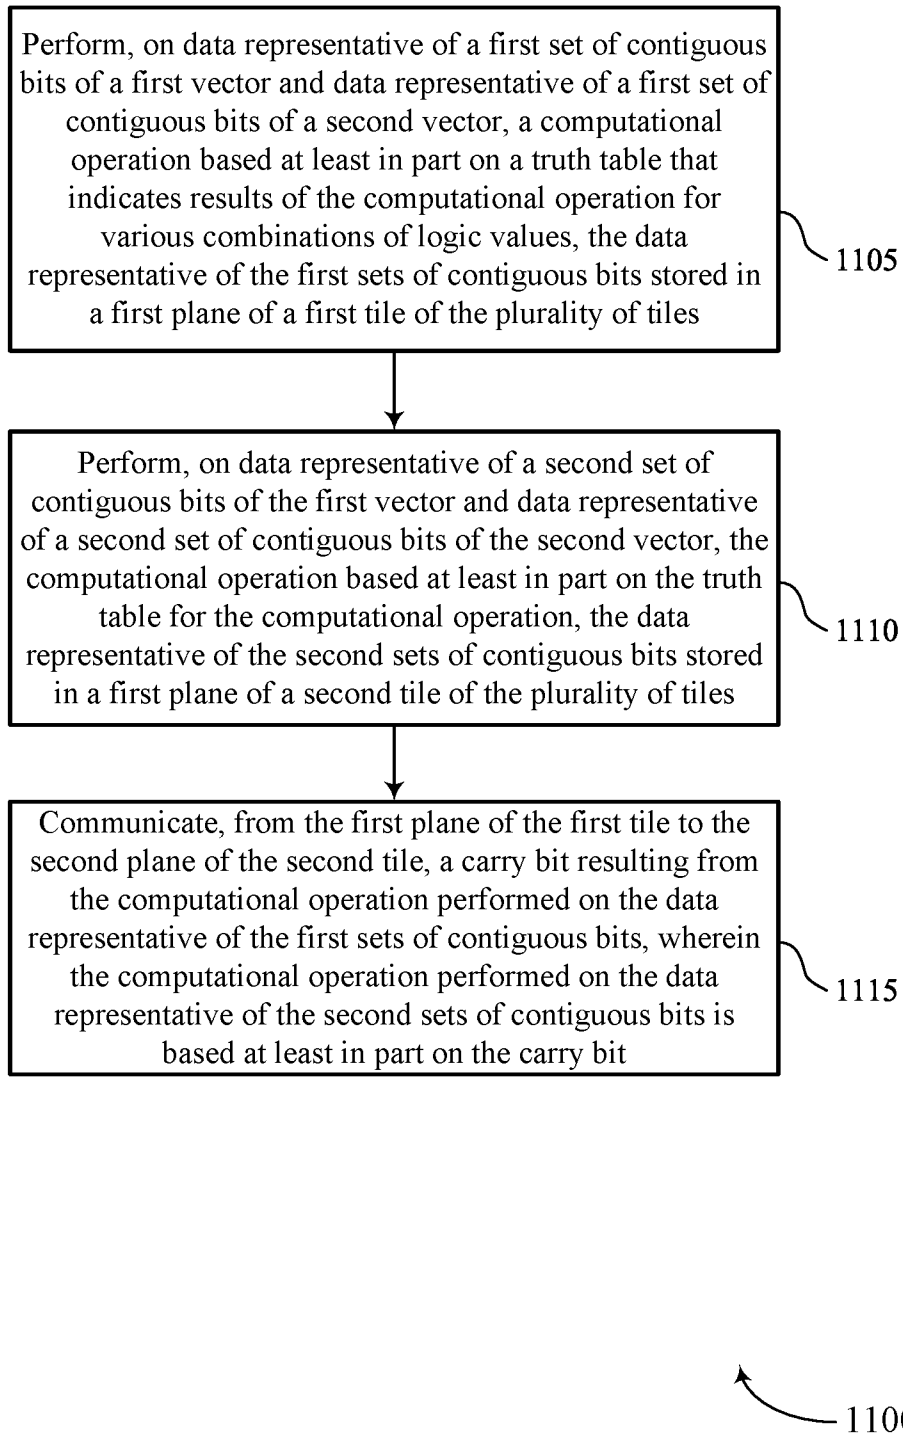 Perform, on data representative of a first set of contiguous
bits of a first vector and data representative of a first set of
contiguous bits of a second vector, a computational
operation based at least in part on a truth table that
indicates results of the computational operation for
various combinations of logic values, the data
representative of the first sets of contiguous bits stored in
a first plane of a first tile of the plurality of tiles
1105
Perform, on data representative of a second set of
contiguous bits of the first vector and data representative
of a second set of contiguous bits of the second vector, the
computational operation based at least in part on the truth
table for the computational operation, the data
representative of the second sets of contiguous bits stored
in a first plane of a second tile of the plurality of tiles
1110
Communicate, from the first plane of the first tile to the
second plane of the second tile, a carry bit resulting from
the computational operation performed on the data
representative of the first sets of contiguous bits, wherein
the computational operation performed on the data
representative of the second sets of contiguous bits is
based at least in part on the carry bit
1115
1100